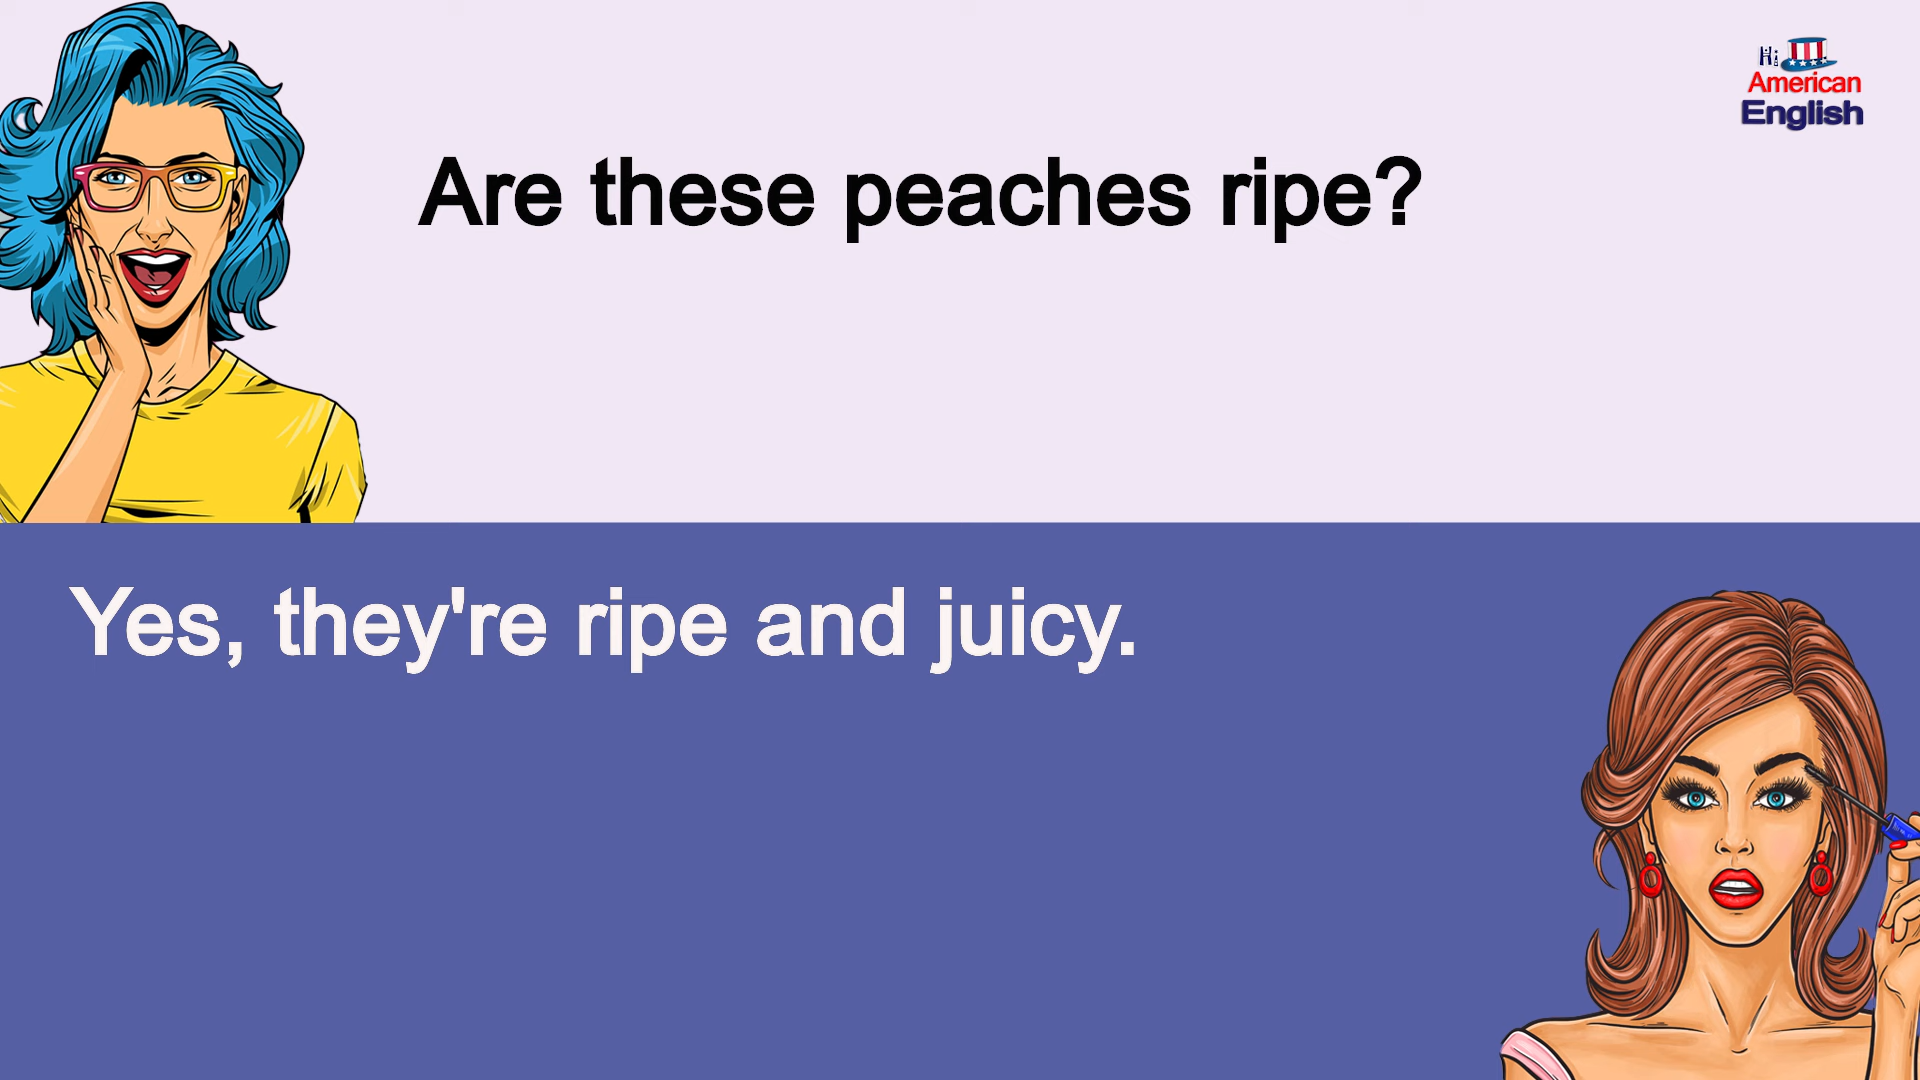 Hi
American
English
Are these peaches ripe?
Yes, they're ripe and juicy.